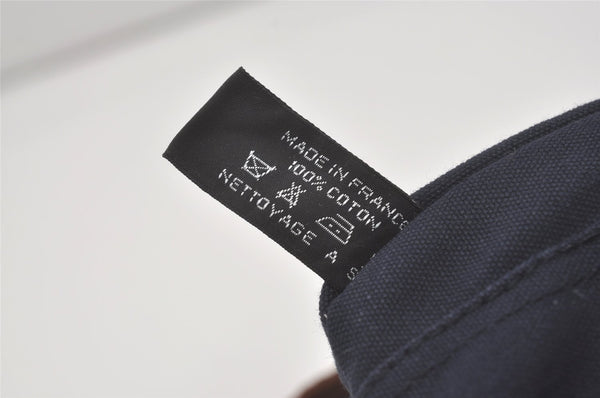 MADE IN FRANCE
100% COTON
NETTOYAGE A S